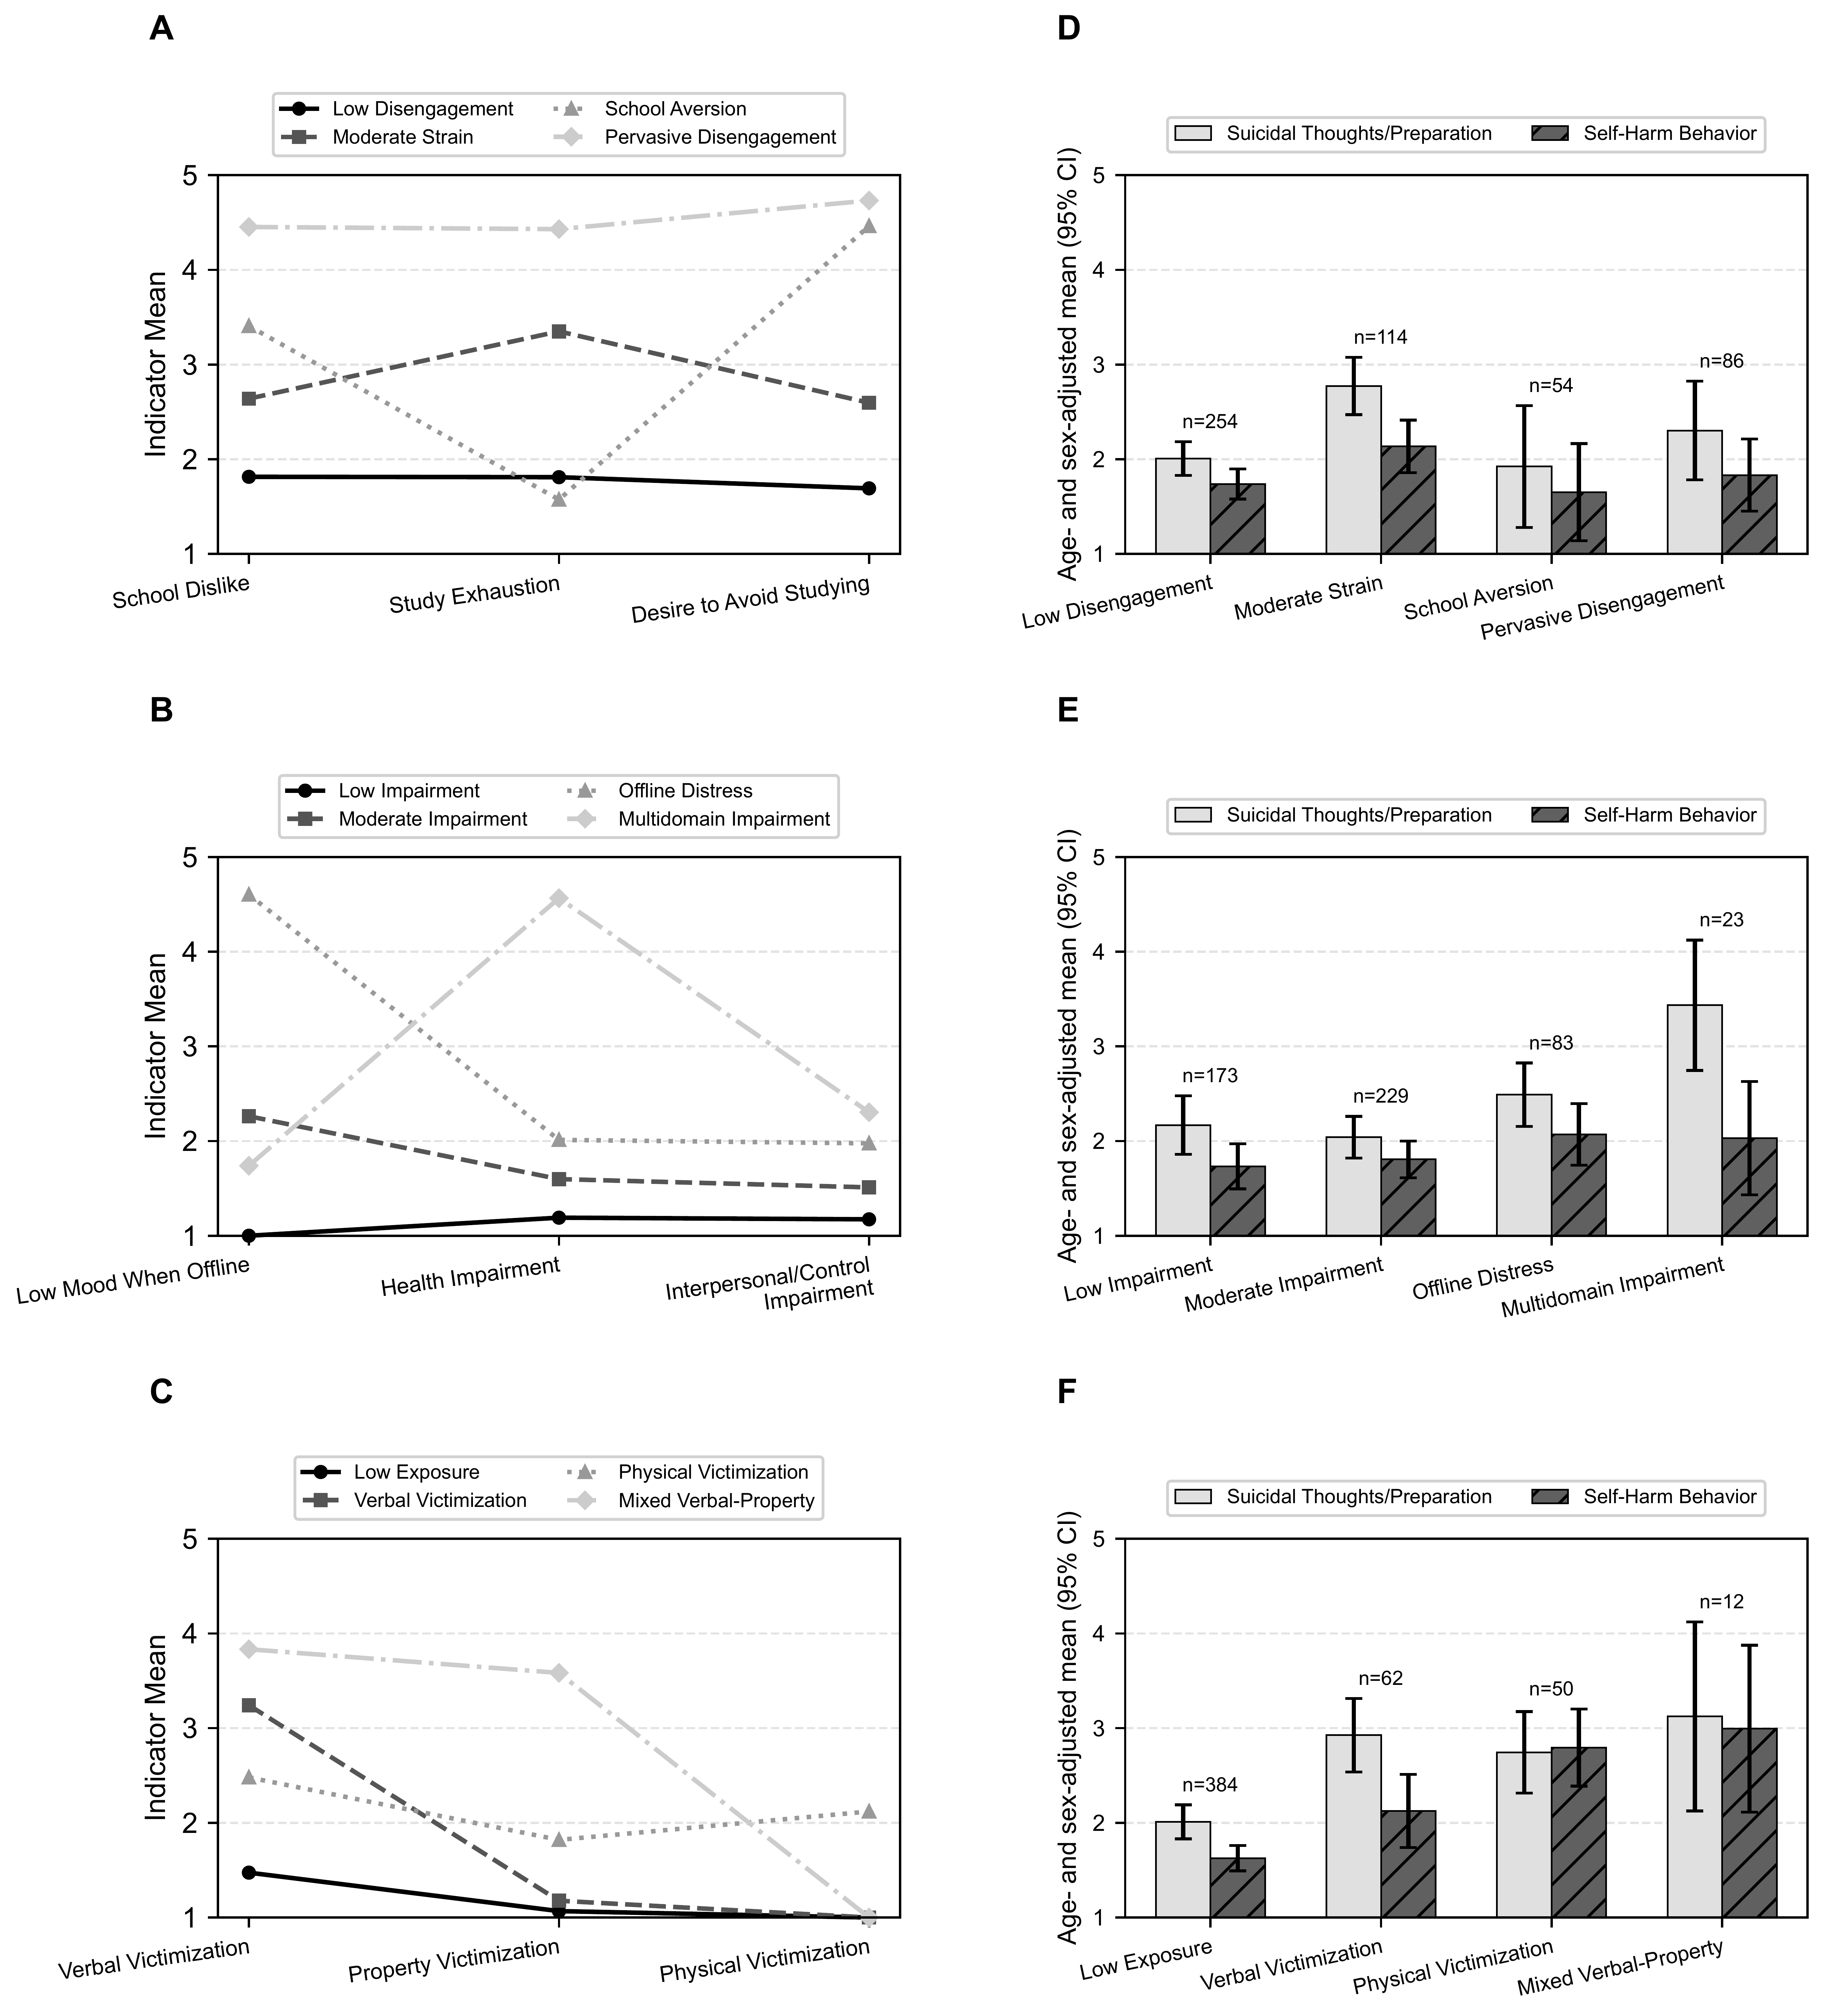 A
Low Disengagement
School Aversion
Moderate Strain
Pervasive Disengagement
Indicator Mean
5
4
3
2
1
School Dislike
Study Exhaustion
Desire to Avoid Studying
D
Suicidal Thoughts/Preparation
Self-Harm Behavior
Age- and sex-adjusted mean (95% CI)
5
4
3
2
1
n=254
n=114
n=54
n=86
Low Disengagement
Moderate Strain
School Aversion
Pervasive Disengagement
B
Low Impairment
Offline Distress
Moderate Impairment
Multidomain Impairment
Indicator Mean
5
4
3
2
1
Low Mood When Offline
Health Impairment
Interpersonal/Control
Impairment
E
Suicidal Thoughts/Preparation
Self-Harm Behavior
Age- and sex-adjusted mean (95% CI)
5
4
3
2
1
n=173
n=229
n=83
n=23
Low Impairment
Moderate Impairment
Offline Distress
Multidomain Impairment
C
Low Exposure
Physical Victimization
Verbal Victimization
Mixed Verbal-Property
Indicator Mean
5
4
3
2
1
Verbal Victimization
Property Victimization
Physical Victimization
F
Suicidal Thoughts/Preparation
Self-Harm Behavior
Age- and sex-adjusted mean (95% CI)
5
4
3
2
1
n=384
n=62
n=50
n=12
Low Exposure
Verbal Victimization
Physical Victimization
Mixed Verbal-Property